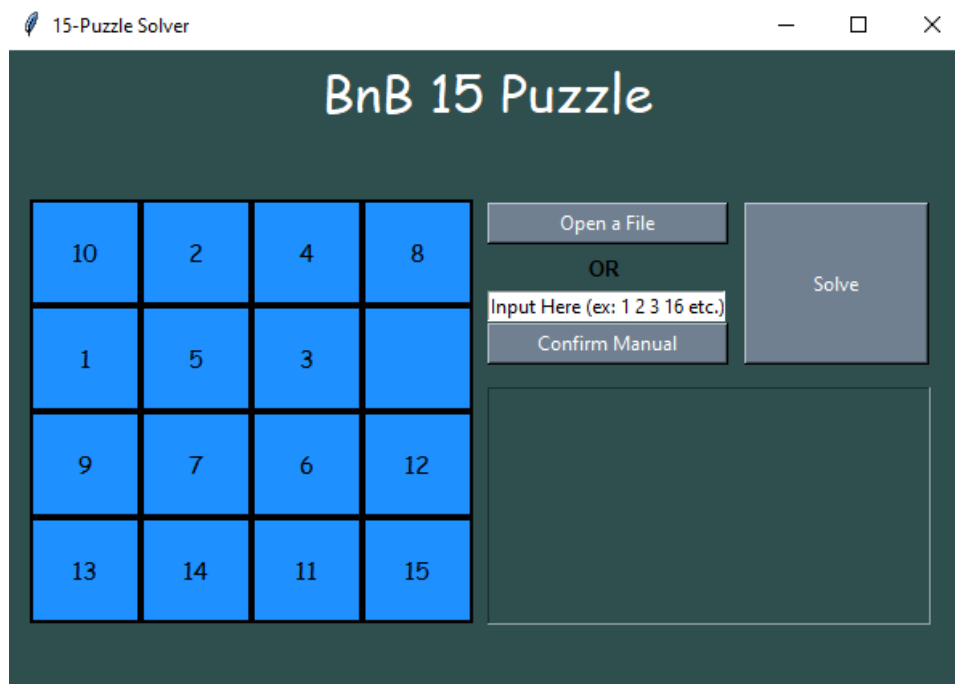 15-Puzzle Solver
BnB 15 Puzzle
10 2 4 8
1 5 3
9 7 6 12
13 14 11 15
Open a File
OR
Input Here (ex: 1 2 3 16 etc.)
Confirm Manual
Solve